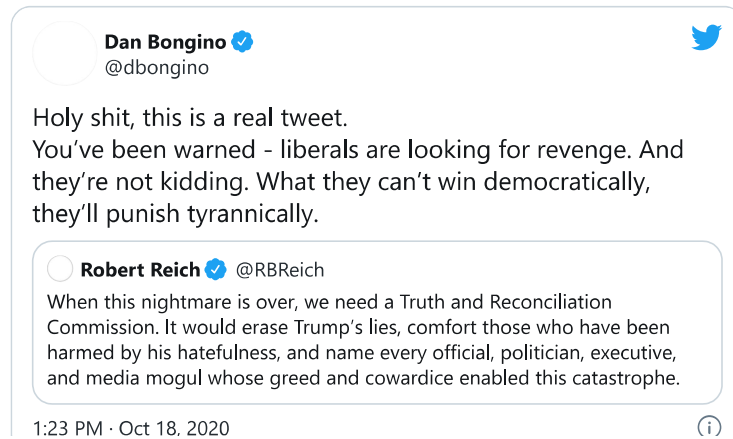 Dan Bongino
@dbongino
Holy shit, this is a real tweet.
You've been warned - liberals are looking for revenge. And
they're not kidding. What they can't win democratically,
they'll punish tyrannically.
Robert Reich @RBReich
When this nightmare is over, we need a Truth and Reconciliation
Commission. It would erase Trump's lies, comfort those who have been
harmed by his hatefulness, and name every official, politician, executive,
and media mogul whose greed and cowardice enabled this catastrophe.
1:23 PM · Oct 18, 2020